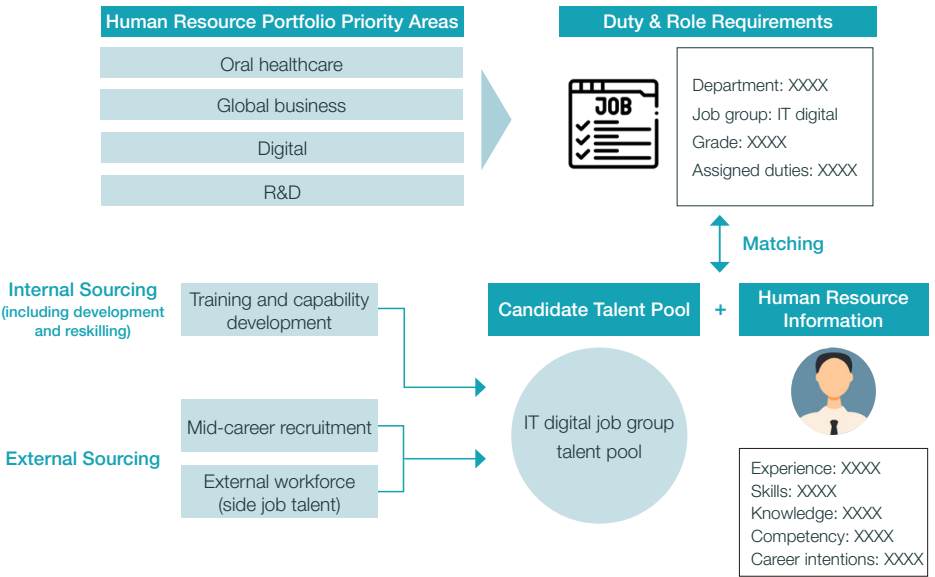 Human Resource Portfolio Priority Areas
Oral healthcare
Global business
Digital
R&D
Duty & Role Requirements
JOB
Department: XXXX
Job group: IT digital
Grade: XXXX
Assigned duties: XXXX
Matching
Internal Sourcing
(including development
and reskilling)
Training and capability
development
External Sourcing
Mid-career recruitment
External workforce
(side job talent)
Candidate Talent Pool
+
Human Resource
Information
IT digital job group
talent pool
Experience: XXXX
Skills: XXXX
Knowledge: XXXX
Competency: XXXX
Career intentions: XXXX